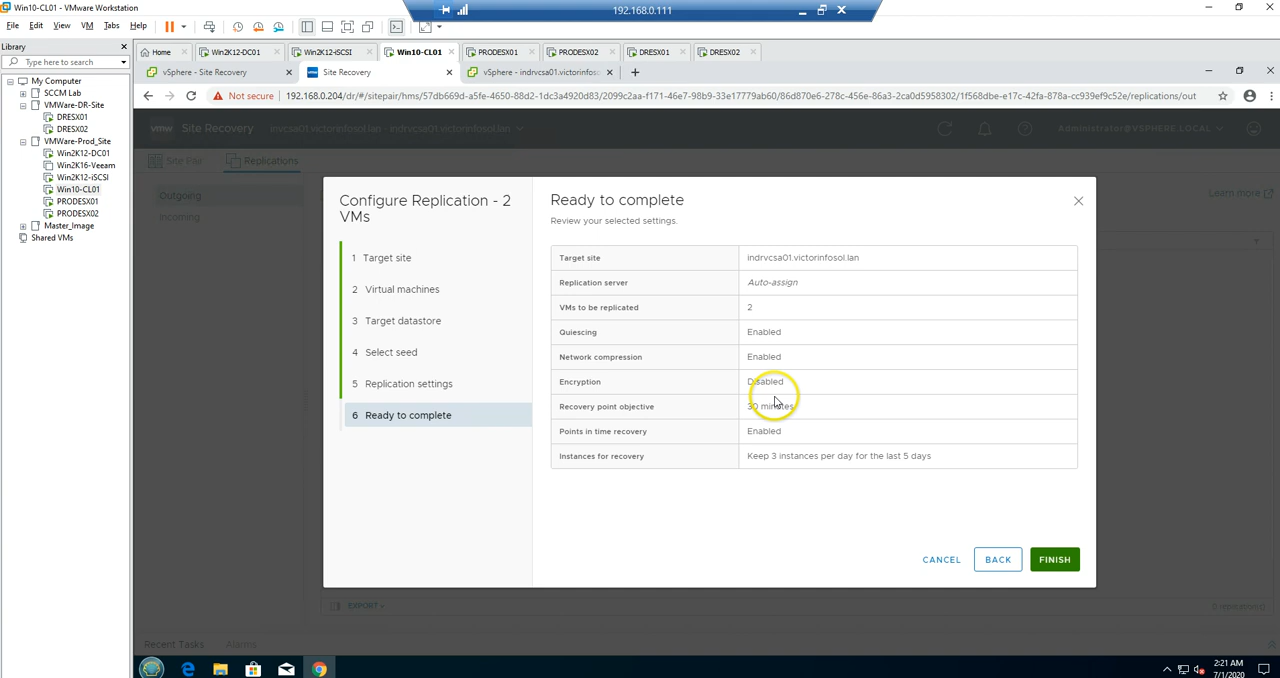 Win10-CL01 - VMware Workstation
192.168.0.111
File Edit View VM Tabs Help
Library
Type here to search
My Computer
SCCM Lab
VMWare-DR-Site
DRESX01
DRESX02
VMWare-Prod_Site
Win2K12-DC01
Win2K16-Veeam
Win2K12-iSCSI
Win10-CL01
PRODESX01
PRODESX02
Master_Image
Shared VMs
Home Win2K12-DC01 Win2K12-iSCSI Win10-CL01 PRODESX01 PRODESX02 DRESX01 DRESX02
vSphere - Site Recovery Site Recovery vSphere - indrvcsa01.victorinfoso
Not secure 192.168.0.204/dr/#/sitepair/hms/57db669d-a5fe-4650-88d2-1dc3a4920d83/2099c2aa-f171-46e7-98b9-33e17779ab60/86d870e6-278c-456e-86a3-2ca0d5958302/1f568dbe-e17c-42fa-878a-cc939ef9c52e/replications/out
vmw Site Recovery invcsa01.victorinfosol.lan - indrvcsa01.victorinfosol.lan Administrator@VSPHERE.LOCAL
Site Pair Replications
Outgoing
Incoming
Learn more
Configure Replication - 2 VMs
1 Target site
2 Virtual machines
3 Target datastore
4 Select seed
5 Replication settings
6 Ready to complete
Ready to complete
Review your selected settings.
Target site indrvcsa01.victorinfosol.lan
Replication server Auto-assign
VMs to be replicated 2
Quiescing Enabled
Network compression Enabled
Encryption Disabled
Recovery point objective 30 minutes
Points in time recovery Enabled
Instances for recovery Keep 3 instances per day for the last 5 days
CANCEL BACK FINISH
EXPORT
0 replication(s)
Recent Tasks Alarms
2:21 AM
7/1/2020